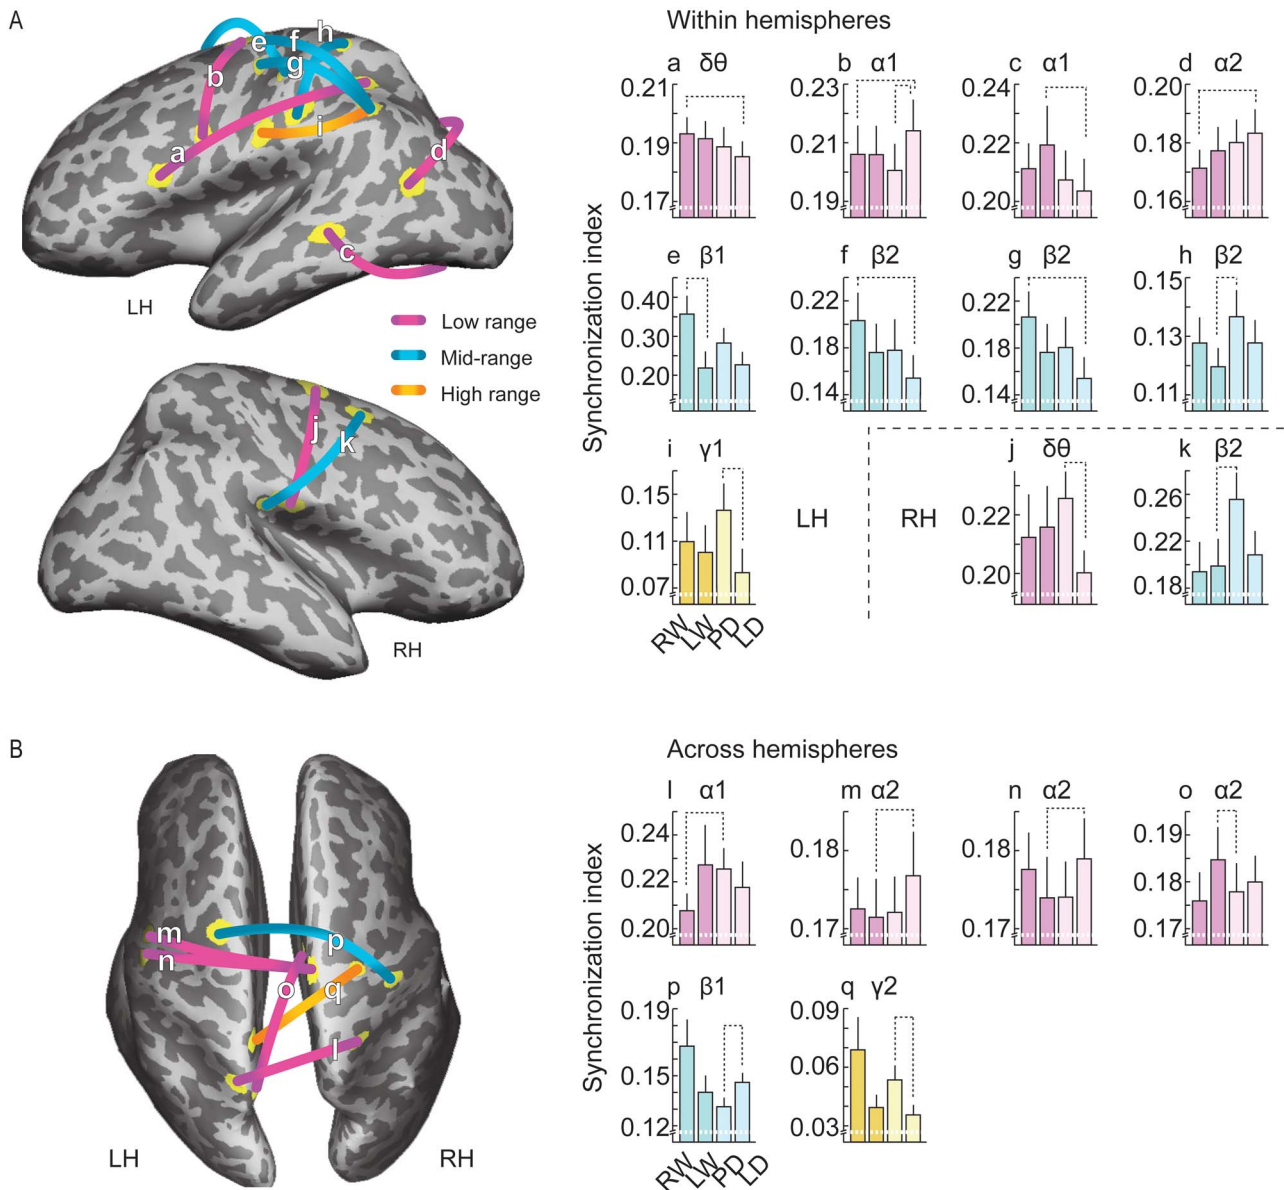 A
Within hemispheres
a δθ
b α1
c α1
d α2
0.21
0.19
0.17
0.23
0.21
0.19
0.24
0.22
0.20
0.20
0.18
0.16
e
f
h
g
b
i
a
d
c
LH
Low range
Mid-range
High range
Synchronization index
e β1
f β2
g β2
h β2
0.40
0.30
0.20
0.22
0.18
0.14
0.22
0.18
0.14
0.15
0.13
0.11
j
k
RH
i γ1
LH
RH
j δθ
k β2
0.15
0.11
0.07
0.22
0.20
0.26
0.22
0.18
RW
LW
PD
LD
B
Across hemispheres
l α1
m α2
n α2
o α2
0.24
0.22
0.20
0.18
0.17
0.18
0.17
0.19
0.18
0.17
m
p
n
o
q
l
LH
RH
Synchronization index
p β1
q γ2
0.19
0.15
0.12
0.09
0.06
0.03
RW
LW
PD
LD